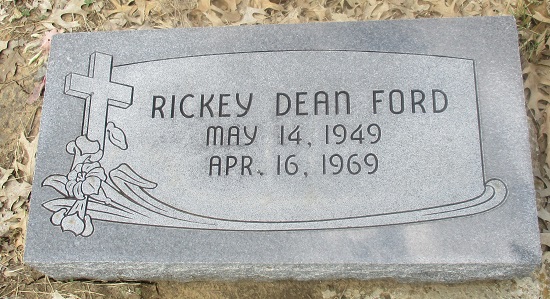 RICKEY DEAN FORD
MAY 14, 1949
APR. 16, 1969